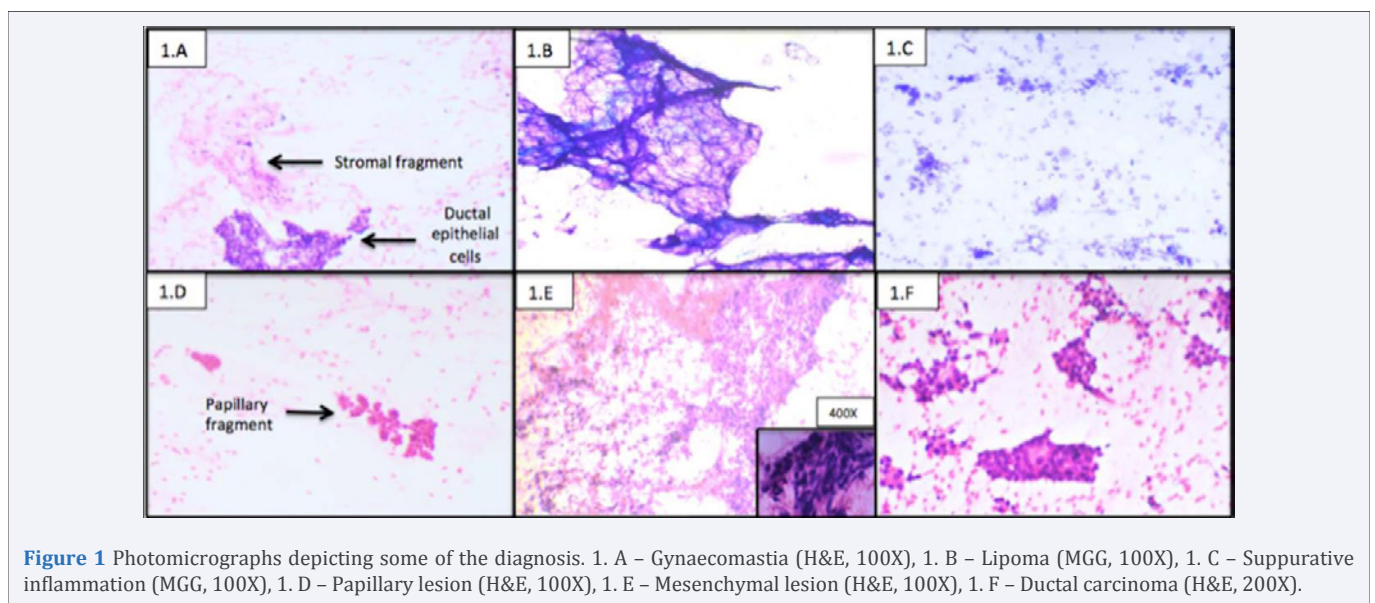 1.A
1.B
1.C
Stromal fragment
Ductal
epithelial
cells
1.D
1.E
1.F
Papillary
fragment
400X
Figure 1 Photomicrographs depicting some of the diagnosis. 1. A – Gynaecomastia (H&E, 100X), 1. B – Lipoma (MGG, 100X), 1. C – Suppurative
inflammation (MGG, 100X), 1. D – Papillary lesion (H&E, 100X), 1. E – Mesenchymal lesion (H&E, 100X), 1. F – Ductal carcinoma (H&E, 200X).